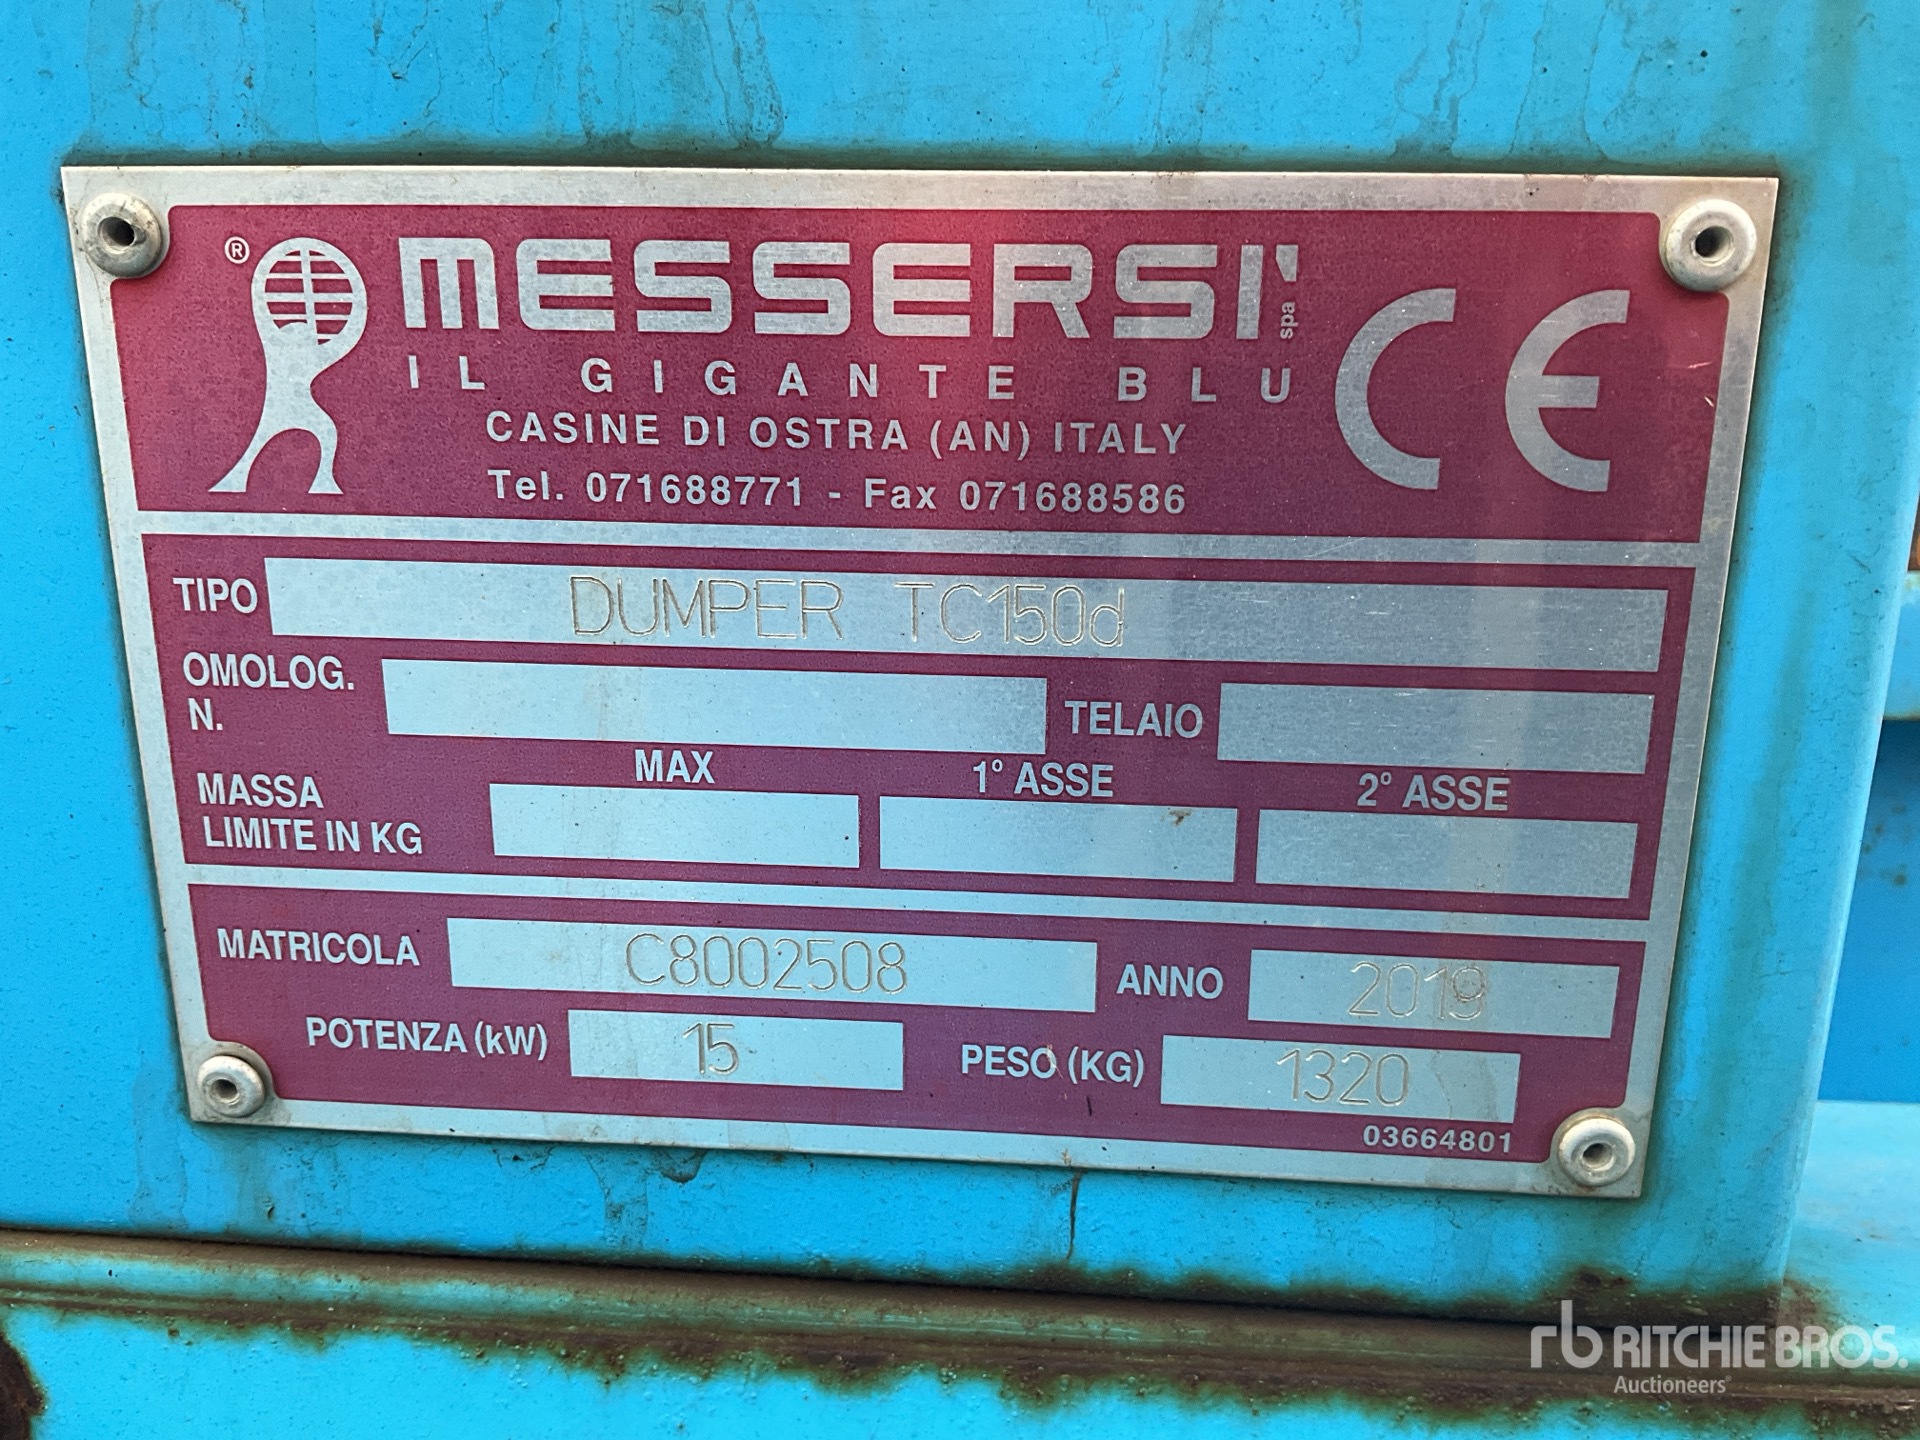 ® MESSERSI' spa
IL GIGANTE BLU
CASINE DI OSTRA (AN) ITALY
Tel. 071688771 - Fax 071688586
CE
TIPO DUMPER TC150d
OMOLOG. N. TELAIO
MAX 1° ASSE 2° ASSE
MASSA
LIMITE IN KG
MATRICOLA C8002508 ANNO 2019
POTENZA (kW) 15 PESO (KG) 1320
03664801
rb RITCHIE BROS.
Auctioneers